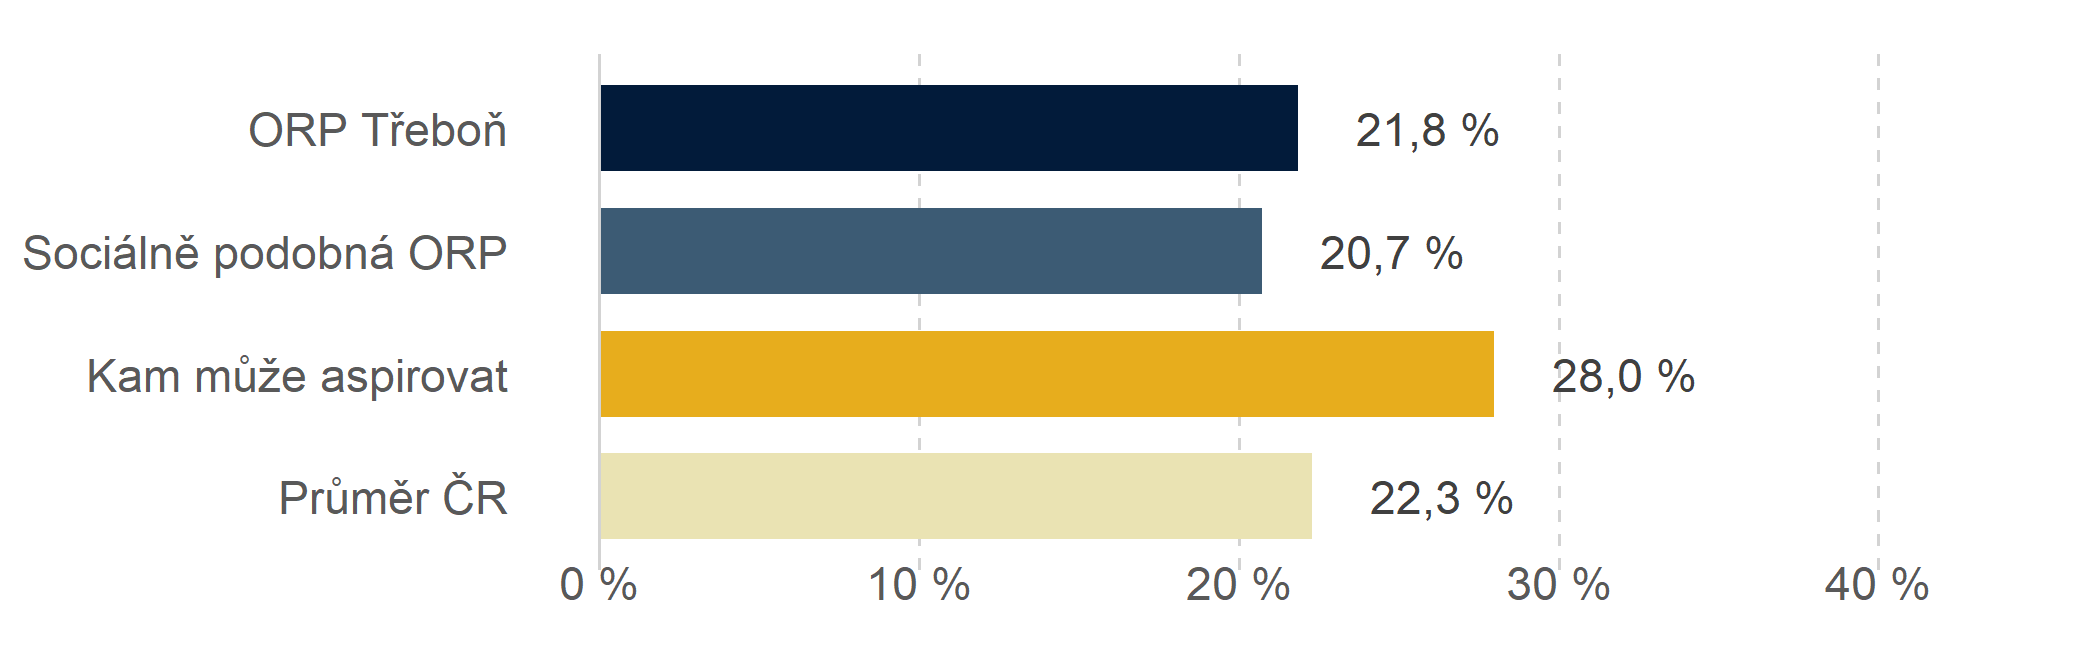 ORP Třeboň
21,8 %
Sociálně podobná ORP
20,7 %
Kam může aspirovat
28,0 %
Průměr ČR
22,3 %
0 %
10 %
20 %
30 %
40 %